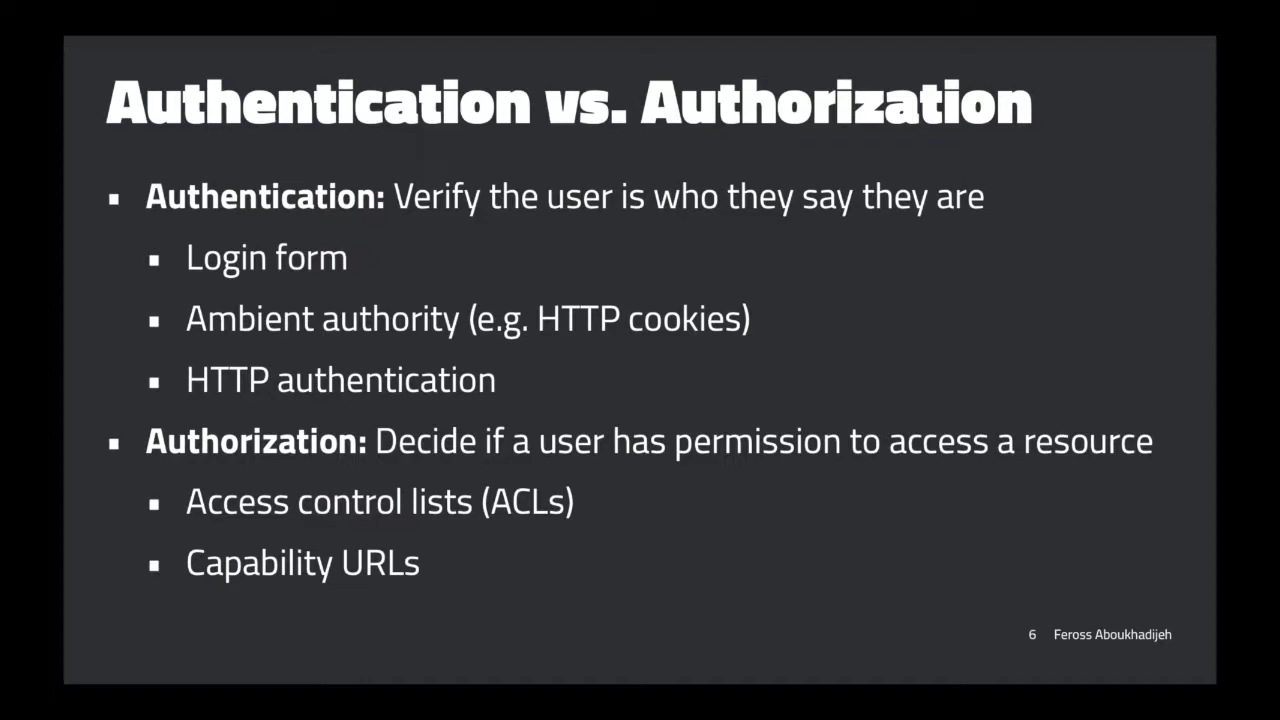 Authentication vs. Authorization
▪ Authentication: Verify the user is who they say they are
▪ Login form
▪ Ambient authority (e.g. HTTP cookies)
▪ HTTP authentication
▪ Authorization: Decide if a user has permission to access a resource
▪ Access control lists (ACLs)
▪ Capability URLs
6 Feross Aboukhadijeh